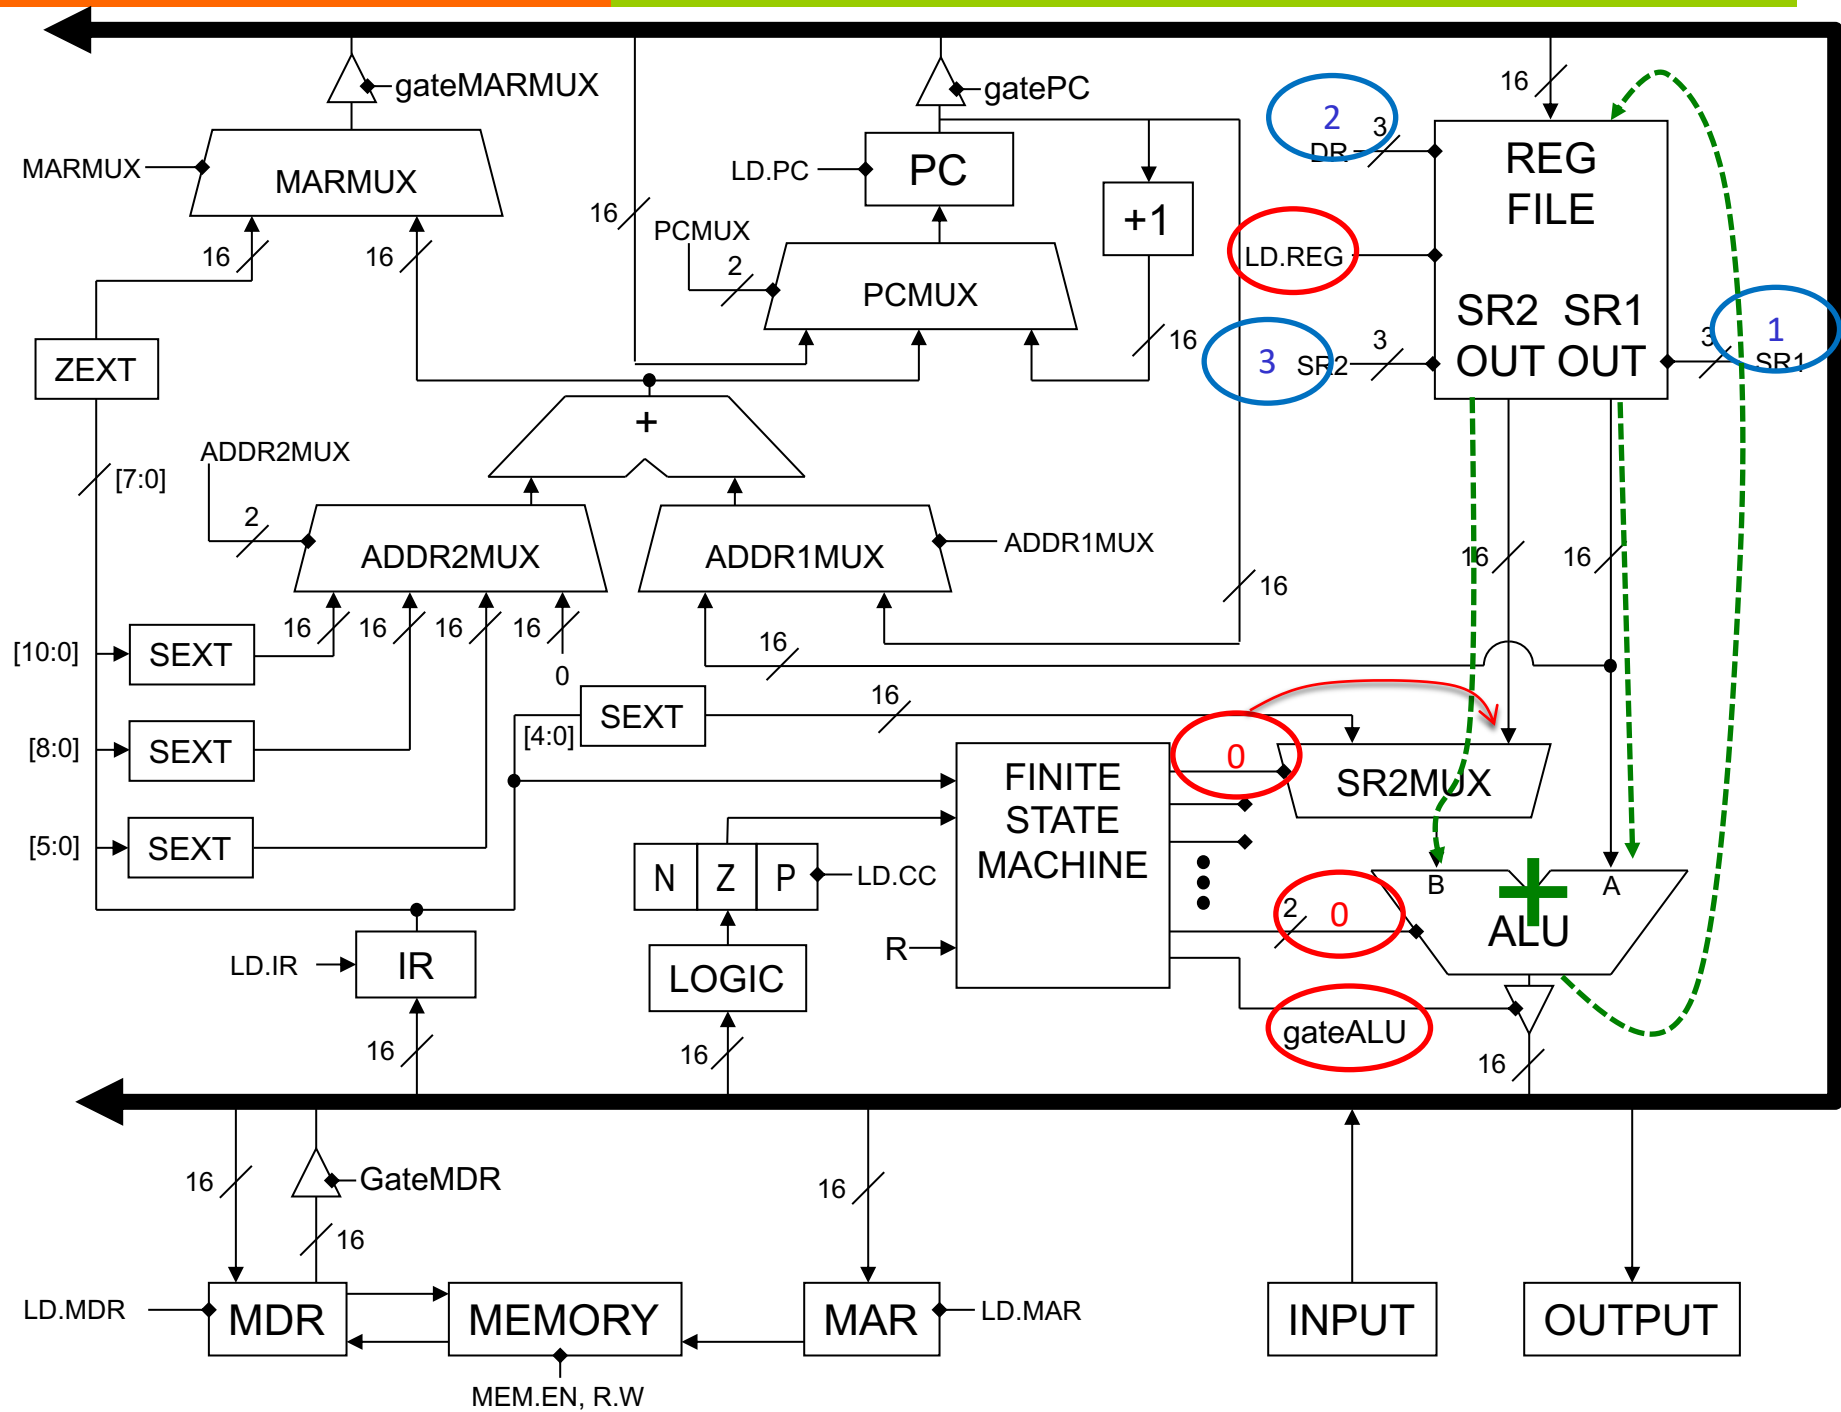 gateMARMUX
gatePC
16
2
3
DR
REG
FILE
MARMUX
MARMUX
LD.PC
PC
+1
16
PCMUX
2
PCMUX
LD.REG
16
16
16
SR2 SR1
OUT OUT
3
SR2
3
3
SR1
1
ZEXT
+
ADDR2MUX
[7:0]
2
ADDR2MUX
ADDR1MUX
ADDR1MUX
16
16
16
16
16
16
16
16
[10:0]
SEXT
0
16
SEXT
16
[4:0]
[8:0]
SEXT
0
SR2MUX
FINITE
STATE
MACHINE
[5:0]
SEXT
N
Z
P
LD.CC
B
A
ALU
2
0
R
LD.IR
IR
LOGIC
gateALU
16
16
16
16
GateMDR
16
16
LD.MDR
MDR
MEMORY
MAR
LD.MAR
INPUT
OUTPUT
MEM.EN, R.W